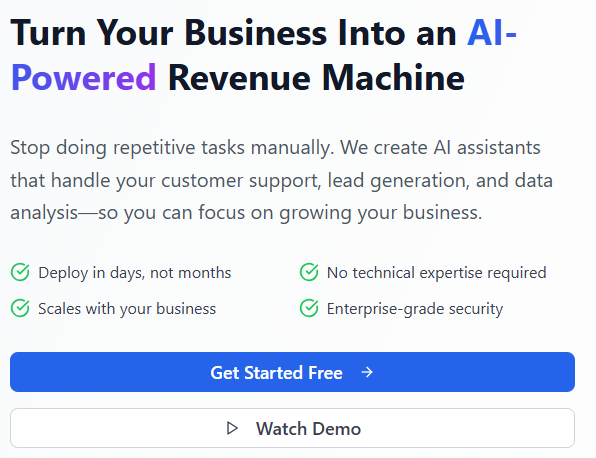 Turn Your Business Into an AI-
Powered Revenue Machine
Stop doing repetitive tasks manually. We create AI assistants
that handle your customer support, lead generation, and data
analysis—so you can focus on growing your business.
Deploy in days, not months
No technical expertise required
Scales with your business
Enterprise-grade security
Get Started Free
Watch Demo